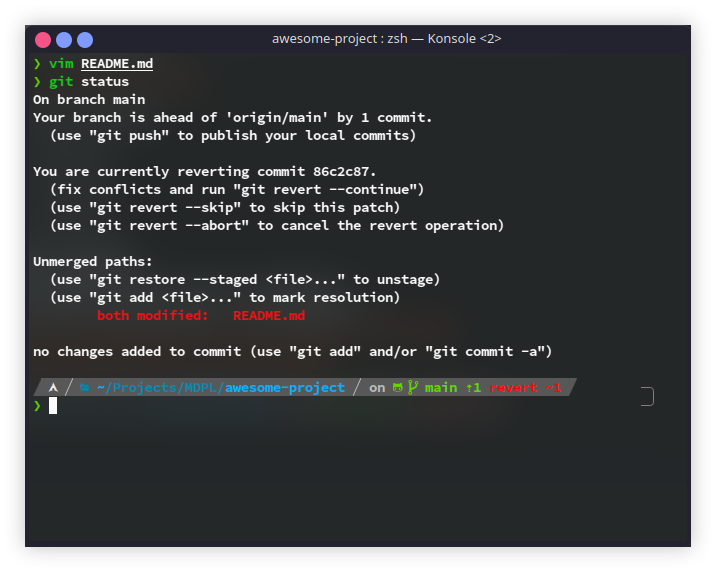 awesome-project : zsh — Konsole <2>
❯ vim README.md
❯ git status
On branch main
Your branch is ahead of 'origin/main' by 1 commit.
  (use "git push" to publish your local commits)

You are currently reverting commit 86c2c87.
  (fix conflicts and run "git revert --continue")
  (use "git revert --skip" to skip this patch)
  (use "git revert --abort" to cancel the revert operation)

Unmerged paths:
  (use "git restore --staged <file>..." to unstage)
  (use "git add <file>..." to mark resolution)
        both modified:   README.md

no changes added to commit (use "git add" and/or "git commit -a")

~/Projects/MDPL/awesome-project / on main ⇡1 revert ~1
❯